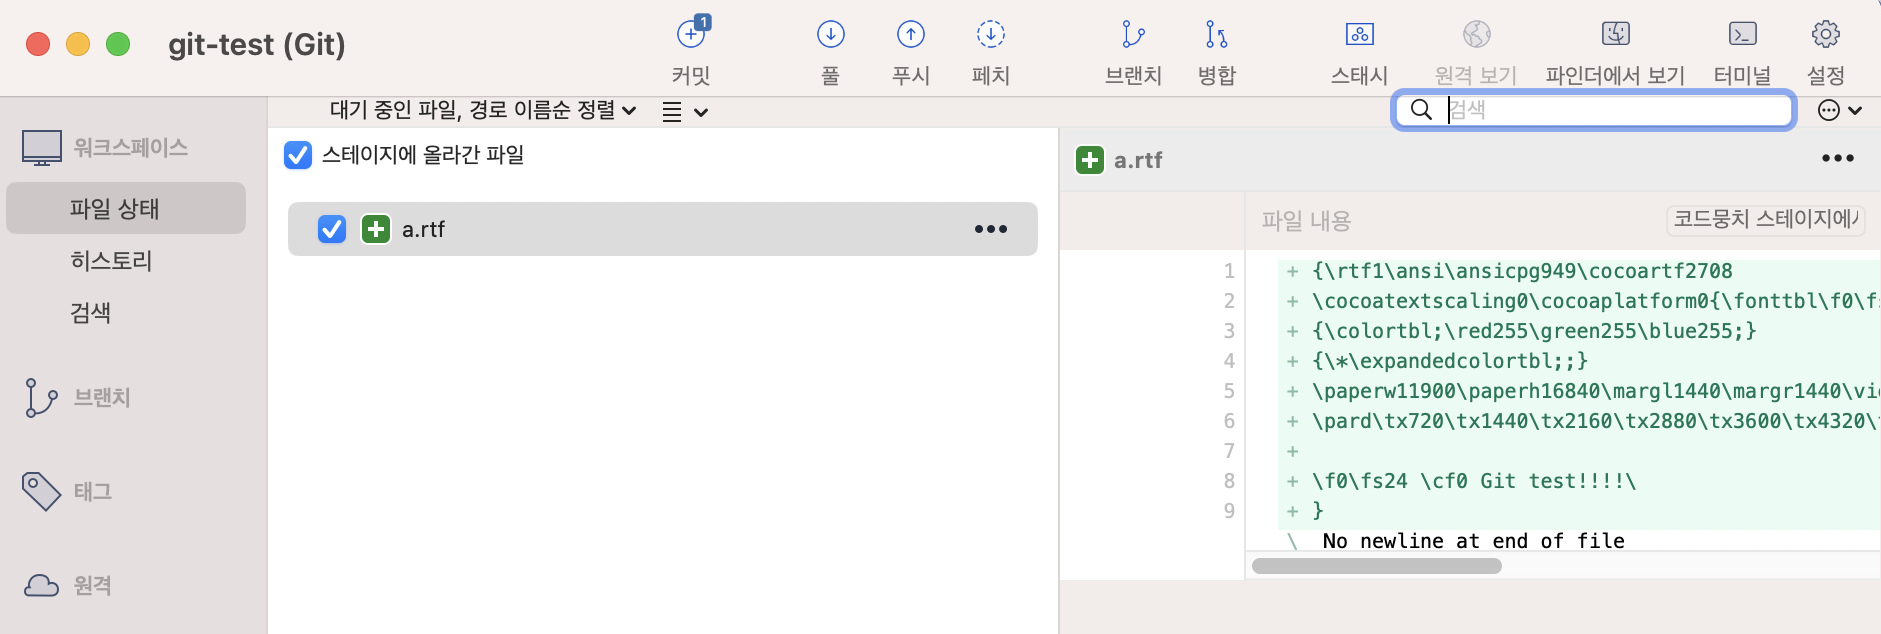 git-test (Git)
1
커밋
풀
푸시
페치
브랜치
병합
스태시
원격 보기
파인더에서 보기
터미널
설정
대기 중인 파일, 경로 이름순 정렬
검색
워크스페이스
파일 상태
히스토리
검색
브랜치
태그
원격
스테이지에 올라간 파일
a.rtf
a.rtf
파일 내용
코드뭉치 스테이지에서
1 + {\rtf1\ansi\ansicpg949\cocoartf2708
2 + \cocoatextscaling0\cocoaplatform0{\fonttbl\f0\fs
3 + {\colortbl;\red255\green255\blue255;}
4 + {\*\expandedcolortbl;;}
5 + \paperw11900\paperh16840\margl1440\margr1440\vie
6 + \pard\tx720\tx1440\tx2160\tx2880\tx3600\tx4320\
7 +
8 + \f0\fs24 \cf0 Git test!!!!\
9 + }
\ No newline at end of file